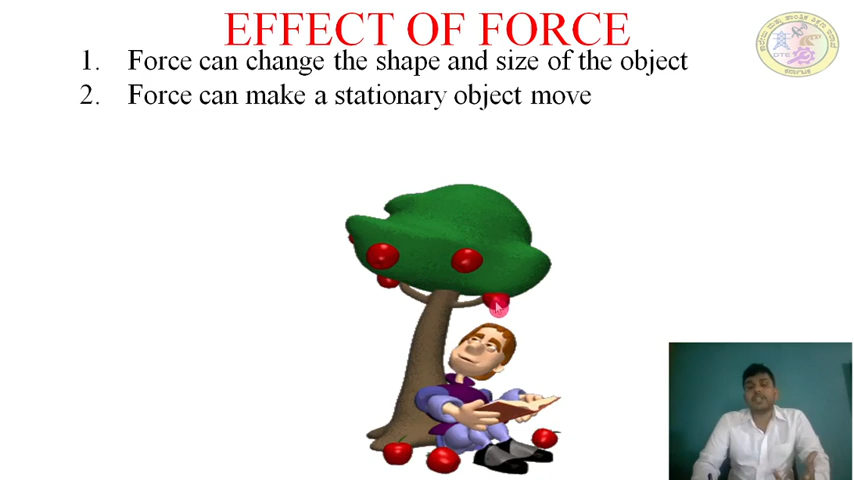 EFFECT OF FORCE
1. Force can change the shape and size of the object
2. Force can make a stationary object move
DTE